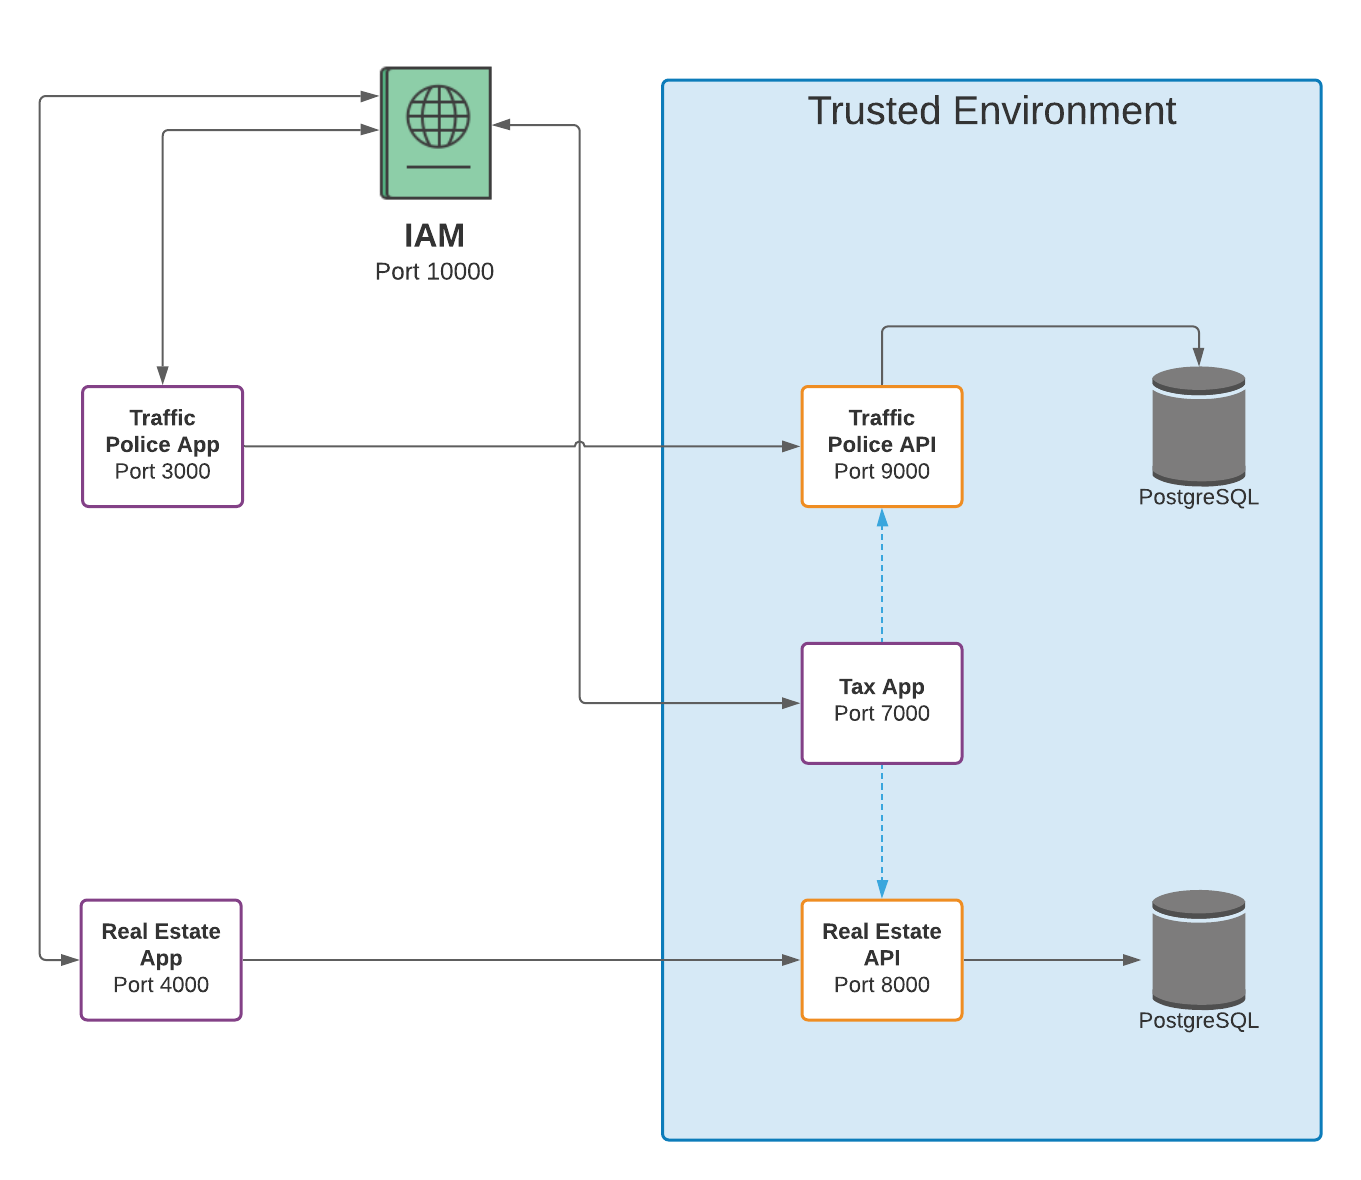 Trusted Environment
IAM
Port 10000
Traffic
Police App
Port 3000
Traffic
Police API
Port 9000
PostgreSQL
Tax App
Port 7000
Real Estate
App
Port 4000
Real Estate
API
Port 8000
PostgreSQL